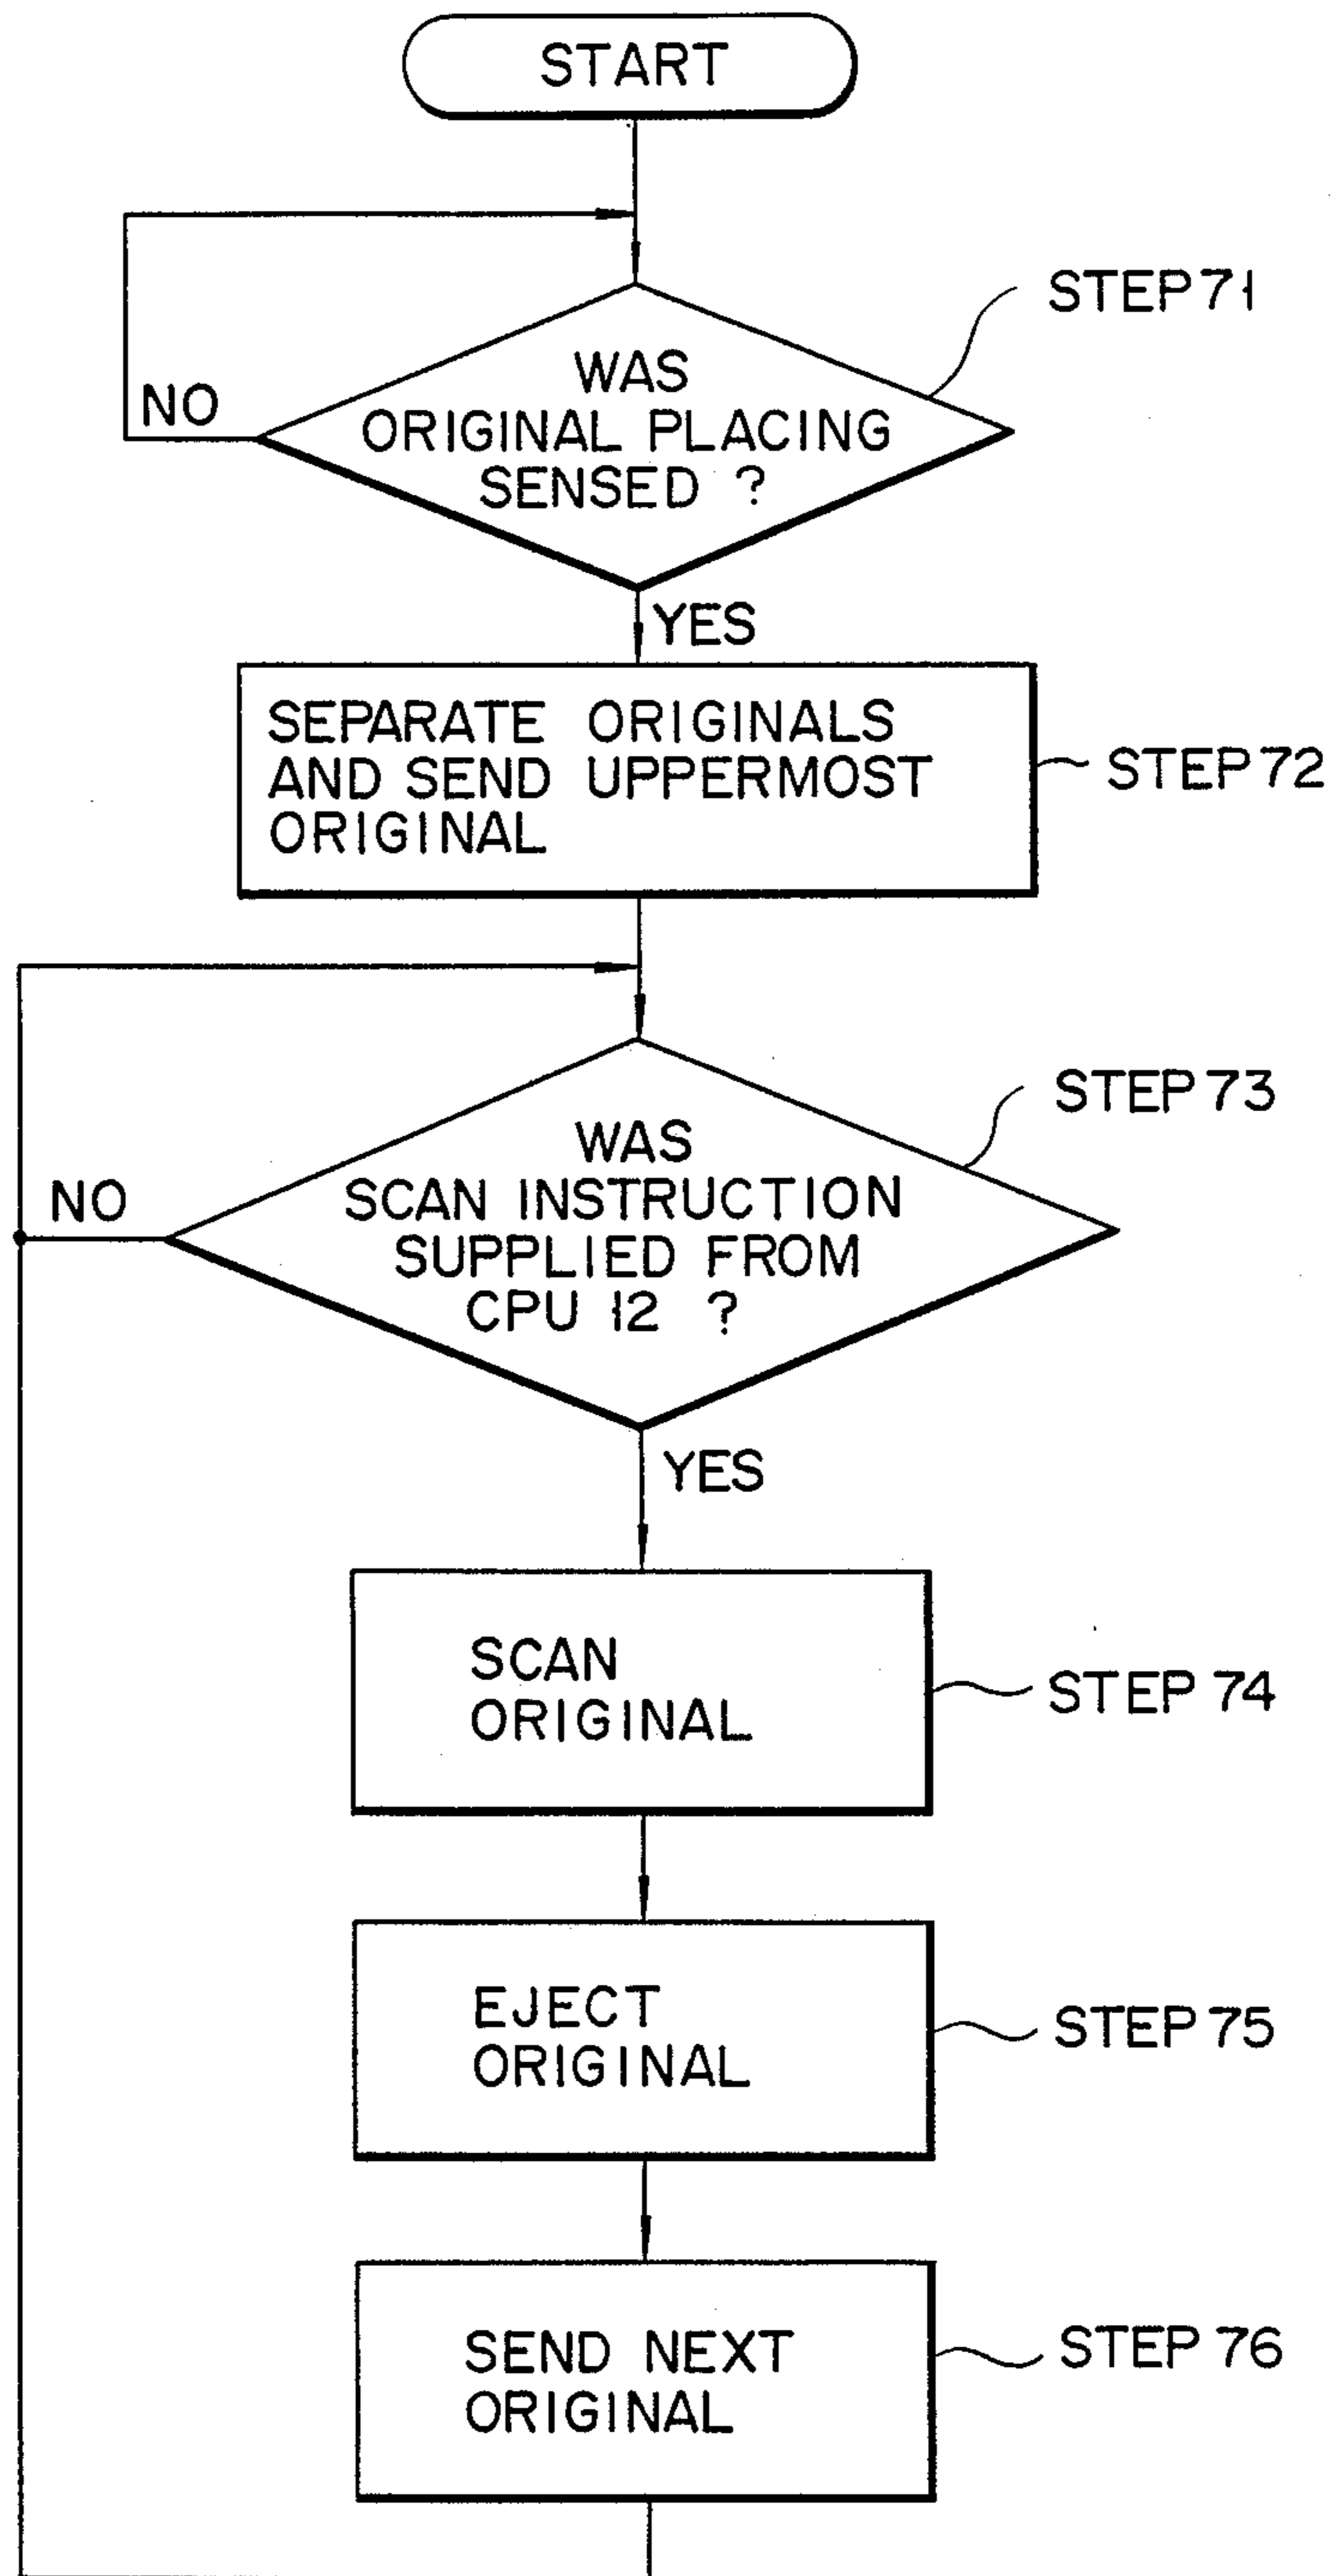 START
STEP 71
WAS
ORIGINAL PLACING
SENSED ?
NO
YES
SEPARATE ORIGINALS
AND SEND UPPERMOST
ORIGINAL
STEP 72
STEP 73
WAS
SCAN INSTRUCTION
SUPPLIED FROM
CPU 12 ?
NO
YES
SCAN
ORIGINAL
STEP 74
EJECT
ORIGINAL
STEP 75
SEND NEXT
ORIGINAL
STEP 76